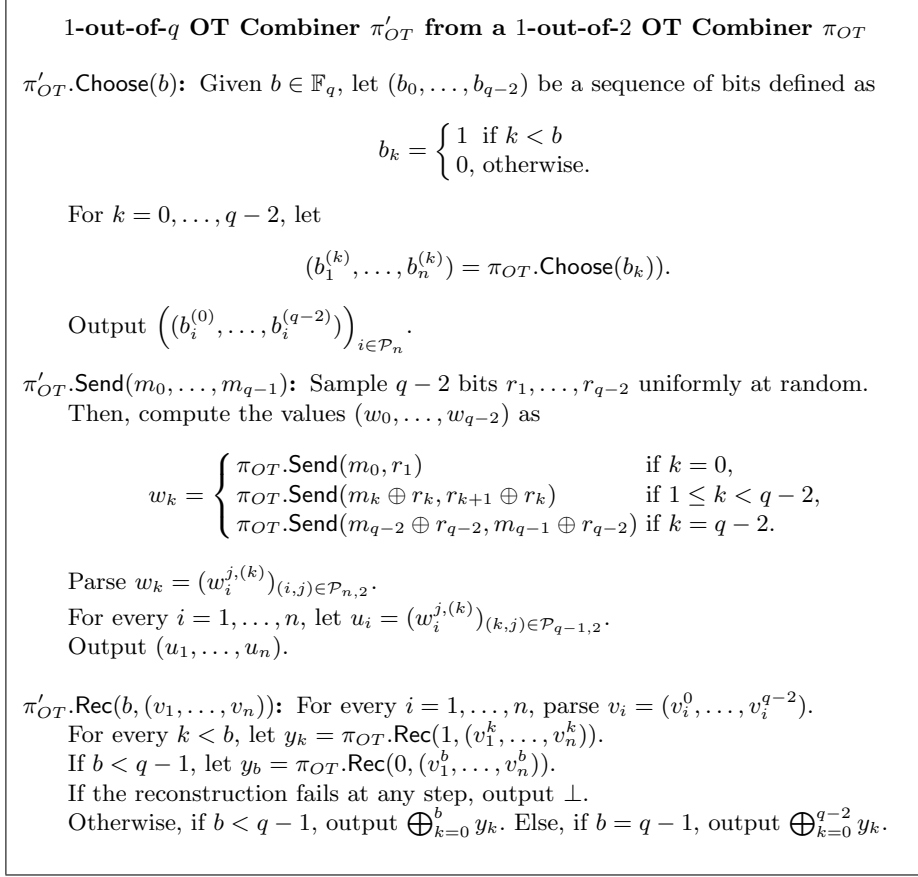 1-out-of-q OT Combiner π′_OT from a 1-out-of-2 OT Combiner π_OT
π′_OT.Choose(b): Given b ∈ 𝔽_q, let (b_0, . . . , b_{q−2}) be a sequence of bits defined as
b_k = { 1 if k < b
0, otherwise.
For k = 0, . . . , q − 2, let
(b_1^{(k)}, . . . , b_n^{(k)}) = π_OT.Choose(b_k)).
Output ((b_i^{(0)}, . . . , b_i^{(q−2)}))_{i∈𝒫_n}.
π′_OT.Send(m_0, . . . , m_{q−1}): Sample q − 2 bits r_1, . . . , r_{q−2} uniformly at random.
Then, compute the values (w_0, . . . , w_{q−2}) as
w_k = { π_OT.Send(m_0, r_1) if k = 0,
π_OT.Send(m_k ⊕ r_k, r_{k+1} ⊕ r_k) if 1 ≤ k < q − 2,
π_OT.Send(m_{q−2} ⊕ r_{q−2}, m_{q−1} ⊕ r_{q−2}) if k = q − 2.
Parse w_k = (w_i^{j,(k)})_{(i,j)∈𝒫_{n,2}}.
For every i = 1, . . . , n, let u_i = (w_i^{j,(k)})_{(k,j)∈𝒫_{q−1,2}}.
Output (u_1, . . . , u_n).
π′_OT.Rec(b, (v_1, . . . , v_n)): For every i = 1, . . . , n, parse v_i = (v_i^0, . . . , v_i^{q−2}).
For every k < b, let y_k = π_OT.Rec(1, (v_1^k, . . . , v_n^k)).
If b < q − 1, let y_b = π_OT.Rec(0, (v_1^b, . . . , v_n^b)).
If the reconstruction fails at any step, output ⊥.
Otherwise, if b < q − 1, output ⨁_{k=0}^{b} y_k. Else, if b = q − 1, output ⨁_{k=0}^{q−2} y_k.